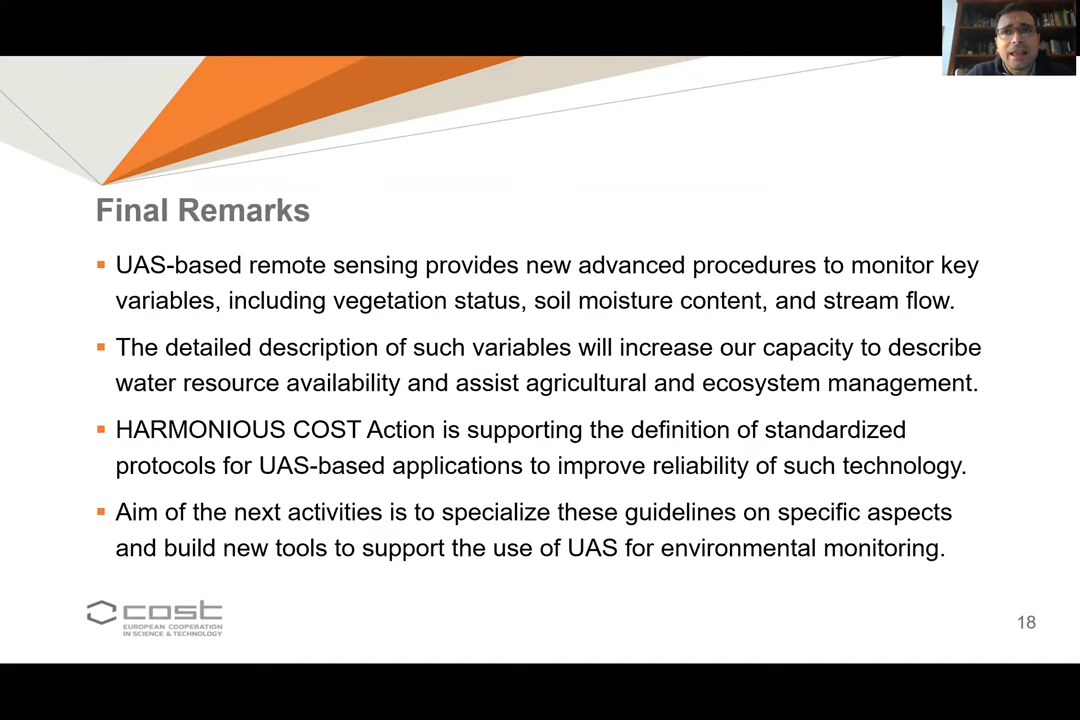 Final Remarks
UAS-based remote sensing provides new advanced procedures to monitor key
variables, including vegetation status, soil moisture content, and stream flow.
The detailed description of such variables will increase our capacity to describe
water resource availability and assist agricultural and ecosystem management.
HARMONIOUS COST Action is supporting the definition of standardized
protocols for UAS-based applications to improve reliability of such technology.
Aim of the next activities is to specialize these guidelines on specific aspects
and build new tools to support the use of UAS for environmental monitoring.
cost
EUROPEAN COOPERATION
IN SCIENCE & TECHNOLOGY
18